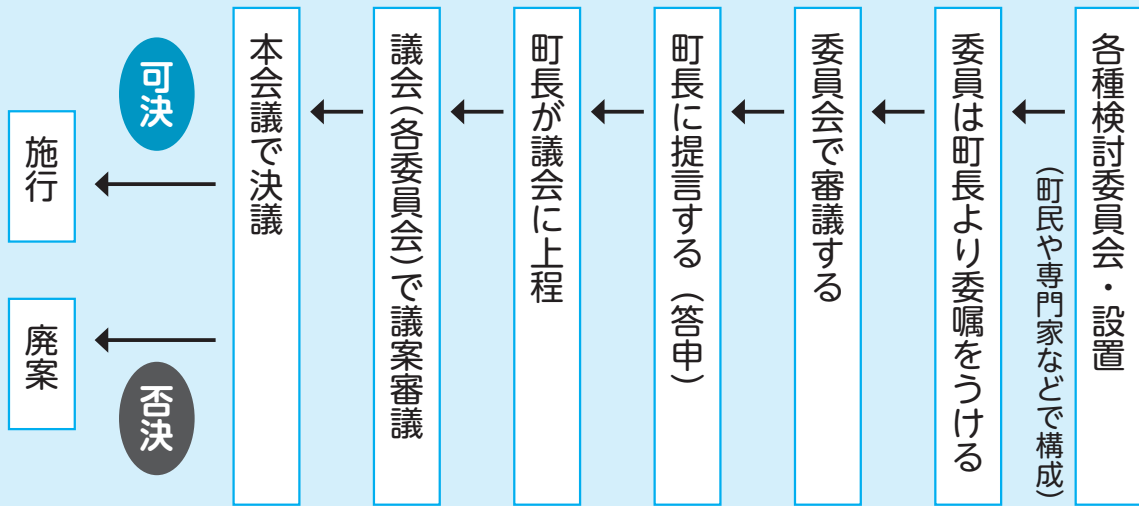 各種検討委員会・設置
（町民や専門家などで構成）
委員は町長より委嘱をうける
委員会で審議する
町長に提言する（答申）
町長が議会に上程
議会（各委員会）で議案審議
本会議で決議
可決
施行
否決
廃案